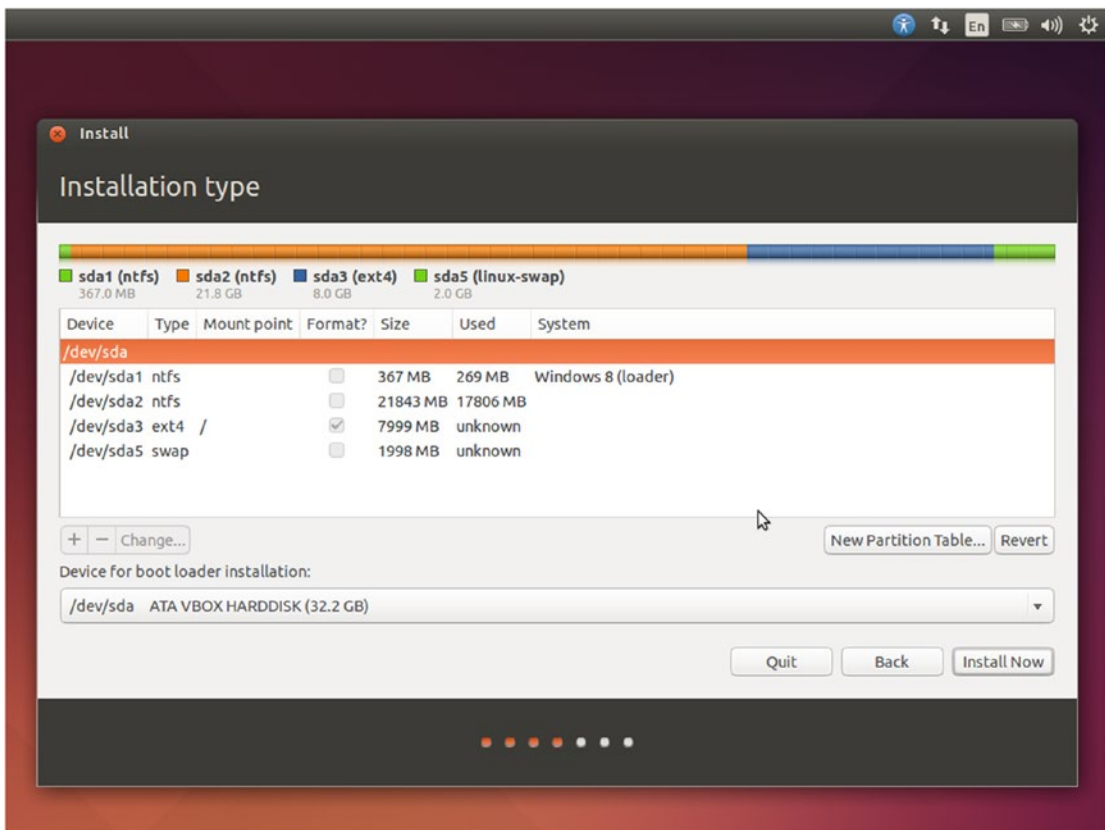 En
Install
Installation type
sda1 (ntfs) sda2 (ntfs) sda3 (ext4) sda5 (linux-swap)
367.0 MB 21.8 GB 8.0 GB 2.0 GB
Device Type Mount point Format? Size Used System
/dev/sda
/dev/sda1 ntfs 367 MB 269 MB Windows 8 (loader)
/dev/sda2 ntfs 21843 MB 17806 MB
/dev/sda3 ext4 / 7999 MB unknown
/dev/sda5 swap 1998 MB unknown
+ − Change... New Partition Table... Revert
Device for boot loader installation:
/dev/sda ATA VBOX HARDDISK (32.2 GB)
Quit Back Install Now